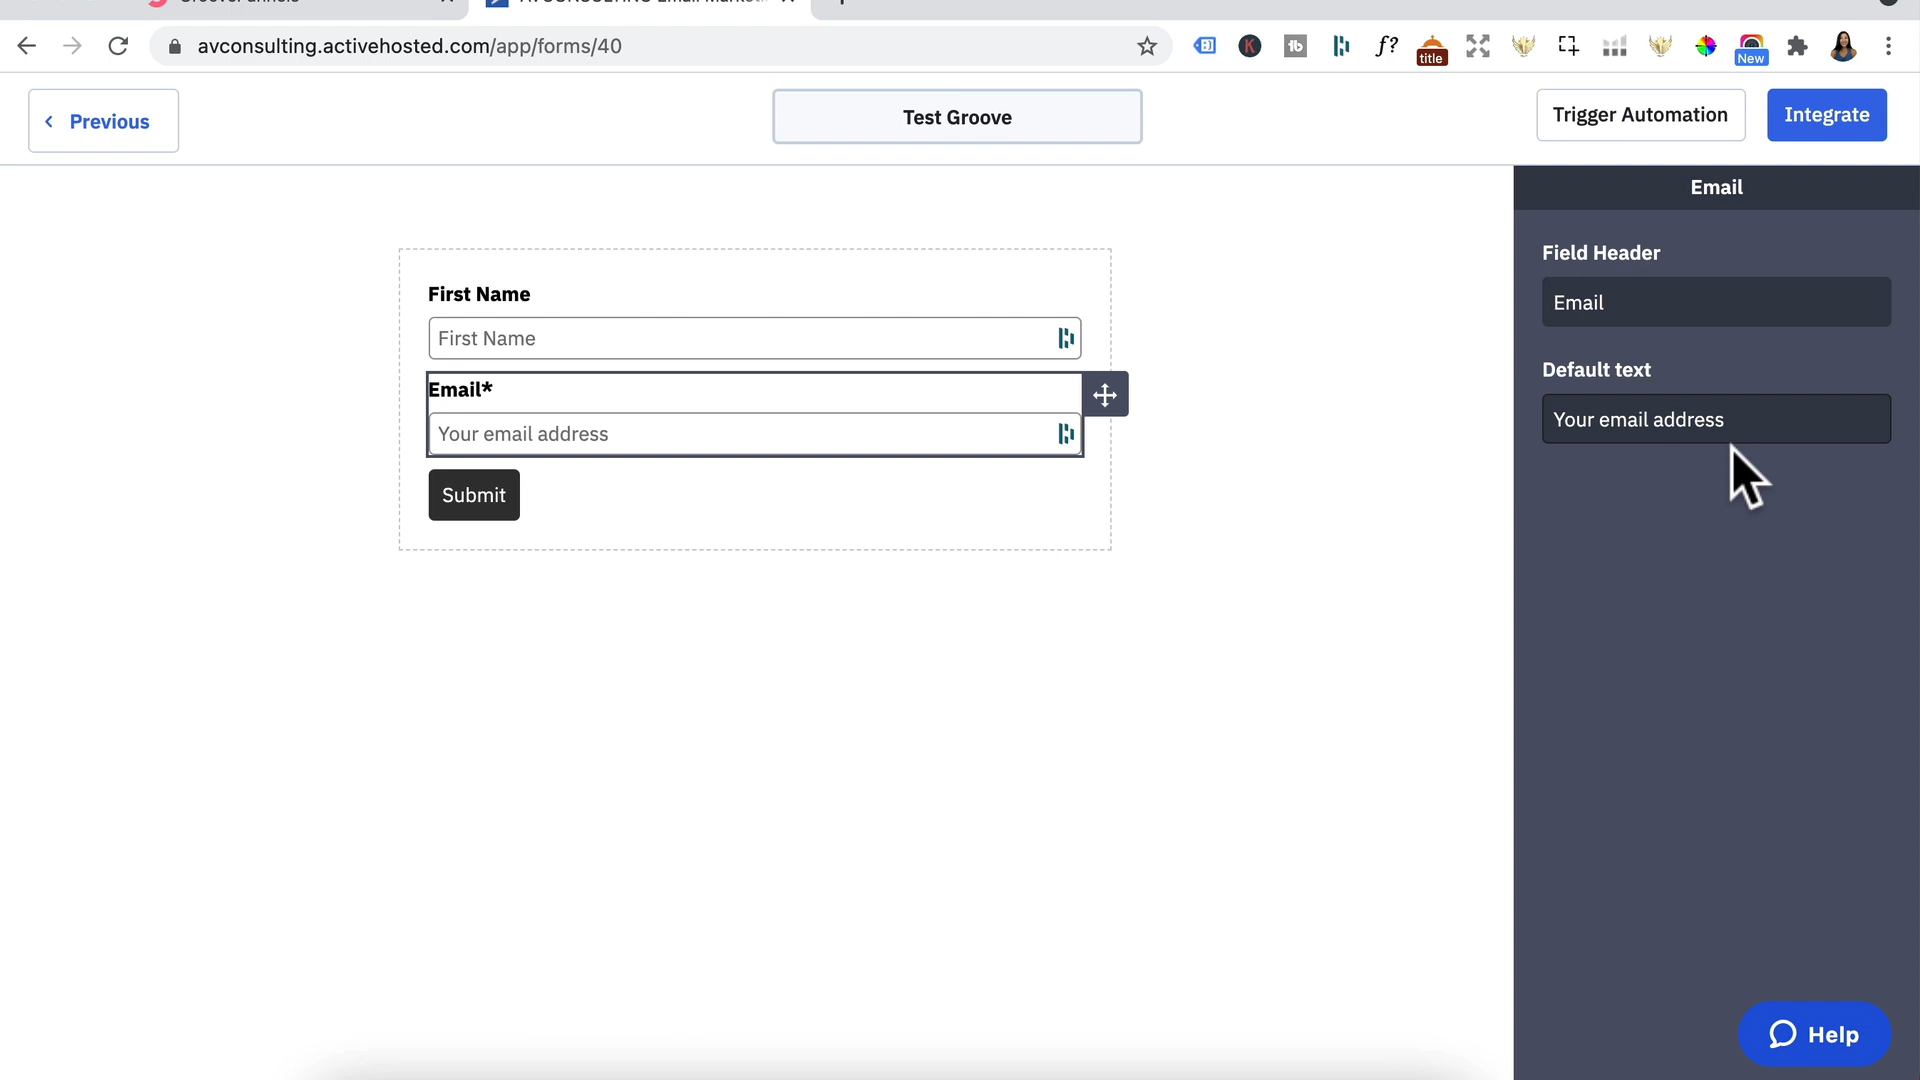 avconsulting.activehosted.com/app/forms/40
title
New
Previous
Test Groove
Trigger Automation
Integrate
Email
Field Header
Email
Default text
Your email address
First Name
First Name
Email*
Your email address
Submit
Help